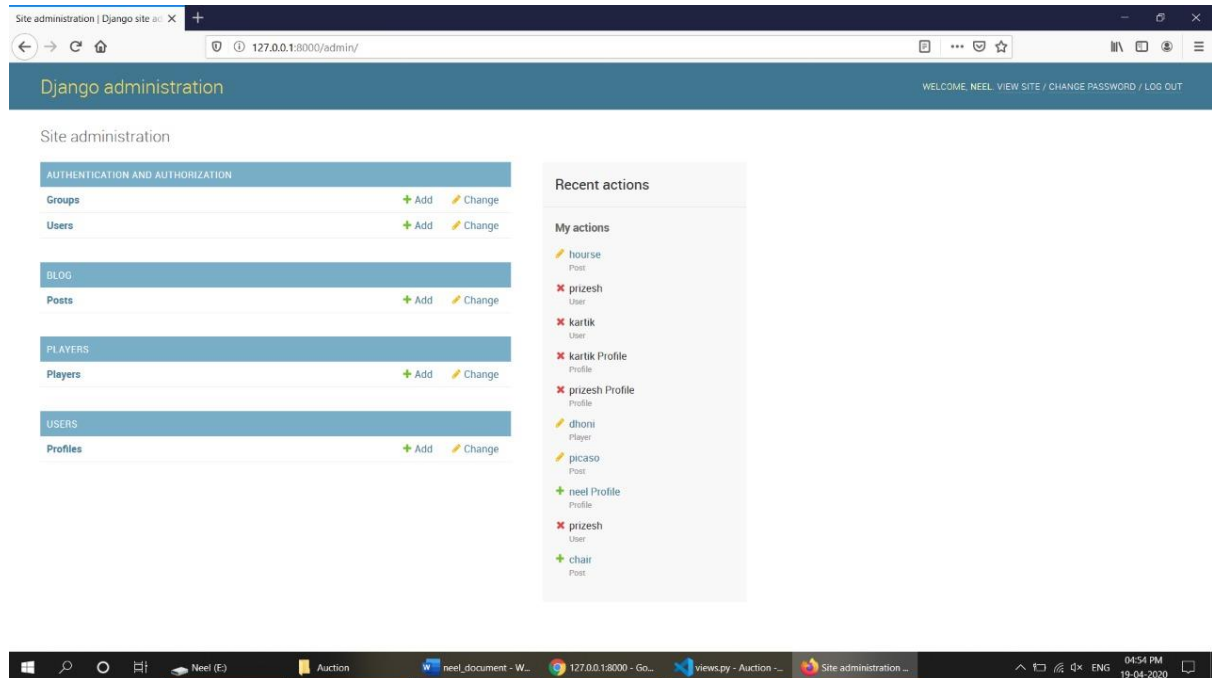 Site administration | Django site ad
127.0.0.1:8000/admin/
Django administration
WELCOME, NEEL. VIEW SITE / CHANGE PASSWORD / LOG OUT
Site administration
AUTHENTICATION AND AUTHORIZATION
Groups Add Change
Users Add Change
BLOG
Posts Add Change
PLAYERS
Players Add Change
USERS
Profiles Add Change
Recent actions
My actions
hourse
Post
prizesh
User
kartik
User
kartik Profile
Profile
prizesh Profile
Profile
dhoni
Player
picaso
Post
neel Profile
Profile
prizesh
User
chair
Post
Neel (E:) Auction neel_document - W... 127.0.0.1:8000 - Go... views.py - Auction -... Site administration ... ENG 04:54 PM
19-04-2020